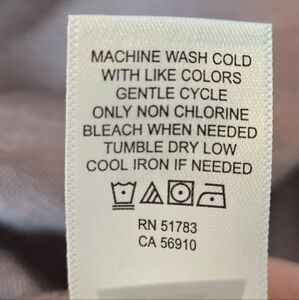 MACHINE WASH COLD
WITH LIKE COLORS
GENTLE CYCLE
ONLY NON CHLORINE
BLEACH WHEN NEEDED
TUMBLE DRY LOW
COOL IRON IF NEEDED
RN 51783
CA 56910